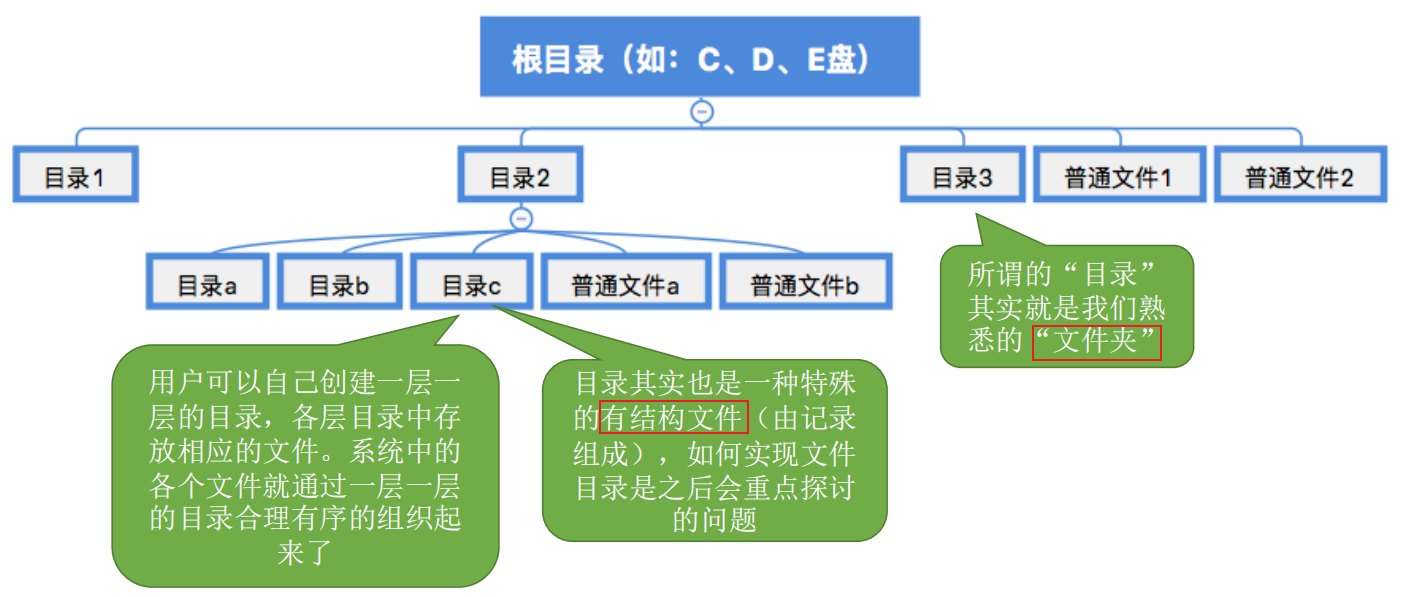 根目录（如：C、D、E盘）
目录1
目录2
目录3
普通文件1
普通文件2
目录a
目录b
目录c
普通文件a
普通文件b
所谓的“目录”
其实就是我们熟
悉的“文件夹”
用户可以自己创建一层一
层的目录，各层目录中存
放相应的文件。系统中的
各个文件就通过一层一层
的目录合理有序的组织起
来了
目录其实也是一种特殊
的有结构文件（由记录
组成），如何实现文件
目录是之后会重点探讨
的问题